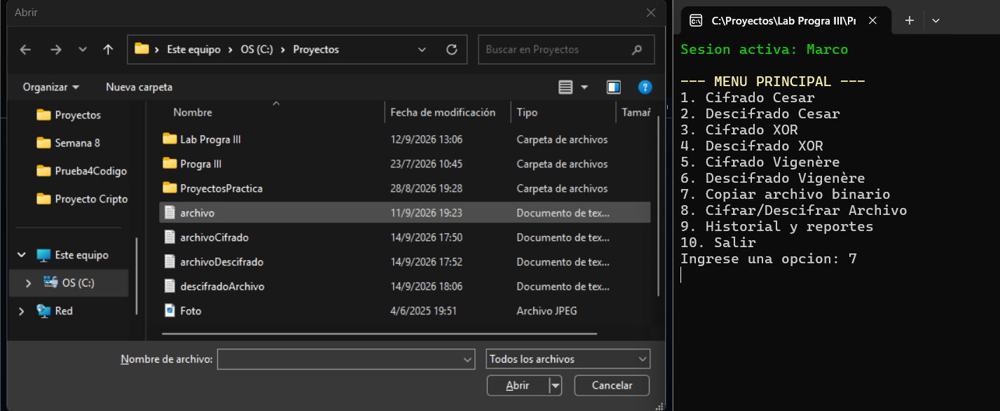 Abrir
Este equipo
OS (C:)
Proyectos
Buscar en Proyectos
Organizar
Nueva carpeta
?
Proyectos
Semana 8
Prueba4Codigo
Proyecto Cripto
Este equipo
OS (C:)
Red
Nombre Fecha de modificación Tipo Tamañ
Lab Progra III 12/9/2026 13:06 Carpeta de archivos
Progra III 23/7/2026 10:45 Carpeta de archivos
ProyectosPractica 28/8/2026 19:28 Carpeta de archivos
archivo 11/9/2026 19:23 Documento de tex...
archivoCifrado 14/9/2026 17:50 Documento de tex...
archivoDescifrado 14/9/2026 17:52 Documento de tex...
descifradoArchivo 14/9/2026 18:06 Documento de tex...
Foto 4/6/2025 19:51 Archivo JPEG
Nombre de archivo:
Todos los archivos
Abrir
Cancelar
C:\Proyectos\Lab Progra III\Pr
Sesion activa: Marco
--- MENU PRINCIPAL ---
1. Cifrado Cesar
2. Descifrado Cesar
3. Cifrado XOR
4. Descifrado XOR
5. Cifrado Vigenère
6. Descifrado Vigenère
7. Copiar archivo binario
8. Cifrar/Descifrar Archivo
9. Historial y reportes
10. Salir
Ingrese una opcion: 7